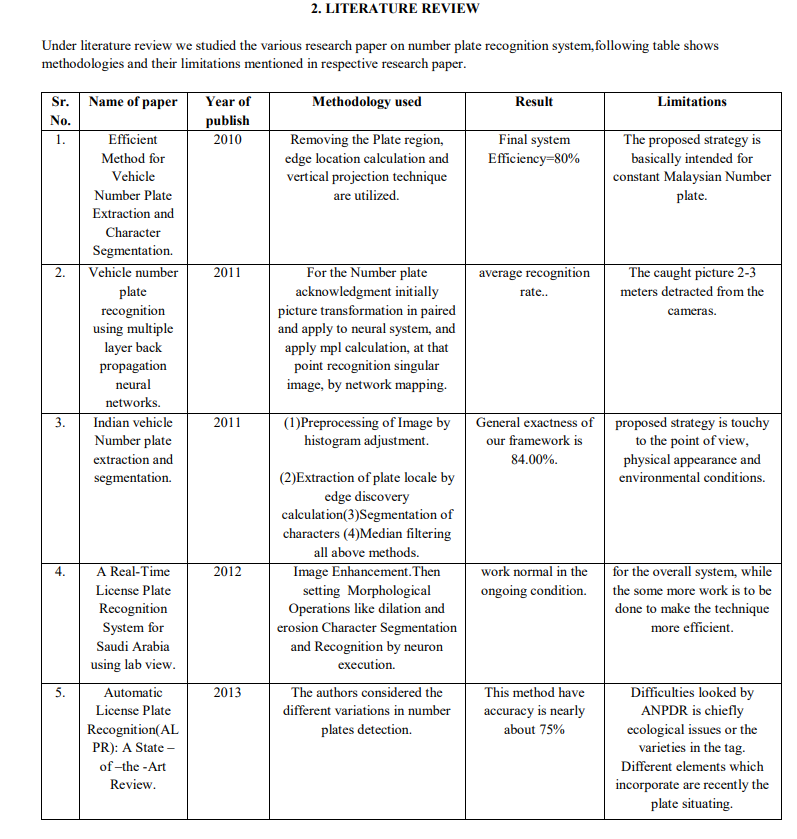 2. LITERATURE REVIEW
Under literature review we studied the various research paper on number plate recognition system,following table shows
methodologies and their limitations mentioned in respective research paper.
Sr. No.
Name of paper
Year of publish
Methodology used
Result
Limitations
1.
Efficient
Method for
Vehicle
Number Plate
Extraction and
Character
Segmentation.
2010
Removing the Plate region,
edge location calculation and
vertical projection technique
are utilized.
Final system
Efficiency=80%
The proposed strategy is
basically intended for
constant Malaysian Number
plate.
2.
Vehicle number
plate
recognition
using multiple
layer back
propagation
neural
networks.
2011
For the Number plate
acknowledgment initially
picture transformation in paired
and apply to neural system, and
apply mpl calculation, at that
point recognition singular
image, by network mapping.
average recognition
rate..
The caught picture 2-3
meters detracted from the
cameras.
3.
Indian vehicle
Number plate
extraction and
segmentation.
2011
(1)Preprocessing of Image by
histogram adjustment.
(2)Extraction of plate locale by
edge discovery
calculation(3)Segmentation of
characters (4)Median filtering
all above methods.
General exactness of
our framework is
84.00%.
proposed strategy is touchy
to the point of view,
physical appearance and
environmental conditions.
4.
A Real-Time
License Plate
Recognition
System for
Saudi Arabia
using lab view.
2012
Image Enhancement.Then
setting Morphological
Operations like dilation and
erosion Character Segmentation
and Recognition by neuron
execution.
work normal in the
ongoing condition.
for the overall system, while
the some more work is to be
done to make the technique
more efficient.
5.
Automatic
License Plate
Recognition(AL
PR): A State –
of –the -Art
Review.
2013
The authors considered the
different variations in number
plates detection.
This method have
accuracy is nearly
about 75%
Difficulties looked by
ANPDR is chiefly
ecological issues or the
varieties in the tag.
Different elements which
incorporate are recently the
plate situating.